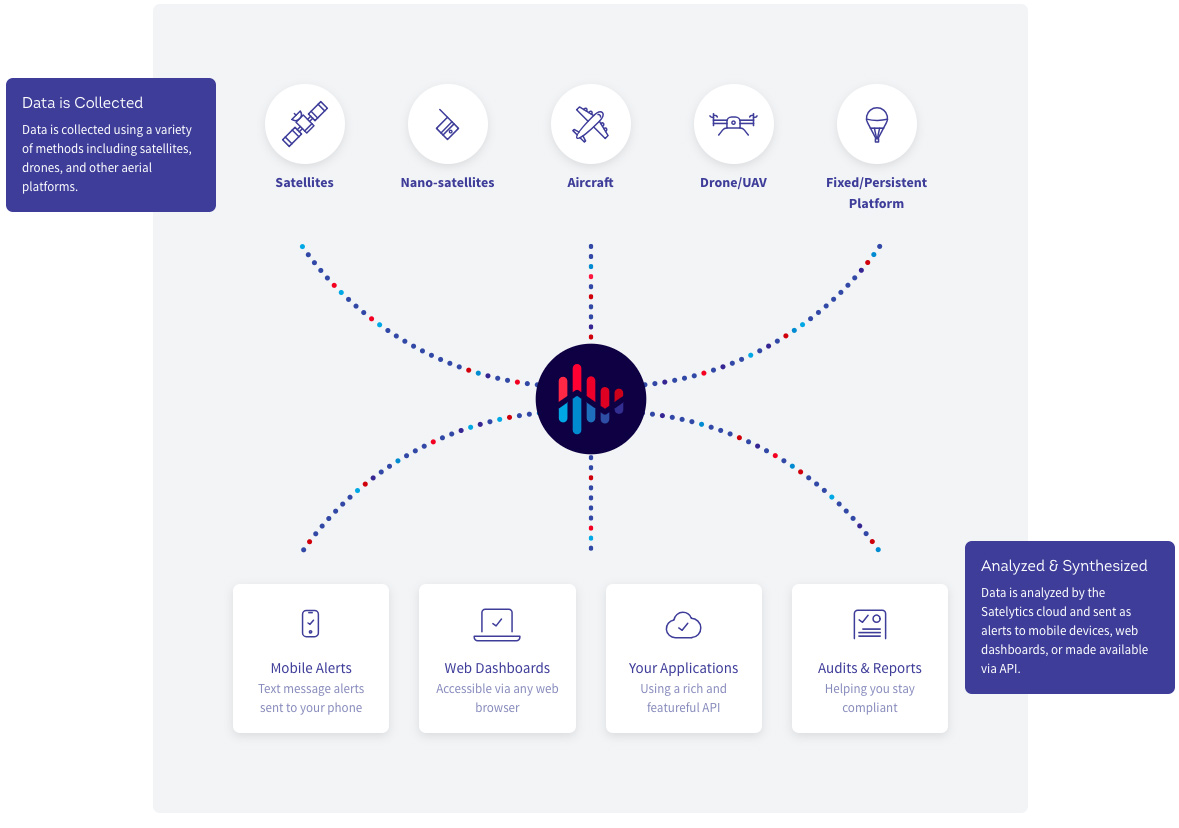 Data is Collected
Data is collected using a variety
of methods including satellites,
drones, and other aerial
platforms.
Satellites
Nano-satellites
Aircraft
Drone/UAV
Fixed/Persistent
Platform
Analyzed & Synthesized
Data is analyzed by the
Satelytics cloud and sent as
alerts to mobile devices, web
dashboards, or made available
via API.
Mobile Alerts
Text message alerts
sent to your phone
Web Dashboards
Accessible via any web
browser
Your Applications
Using a rich and
featureful API
Audits & Reports
Helping you stay
compliant